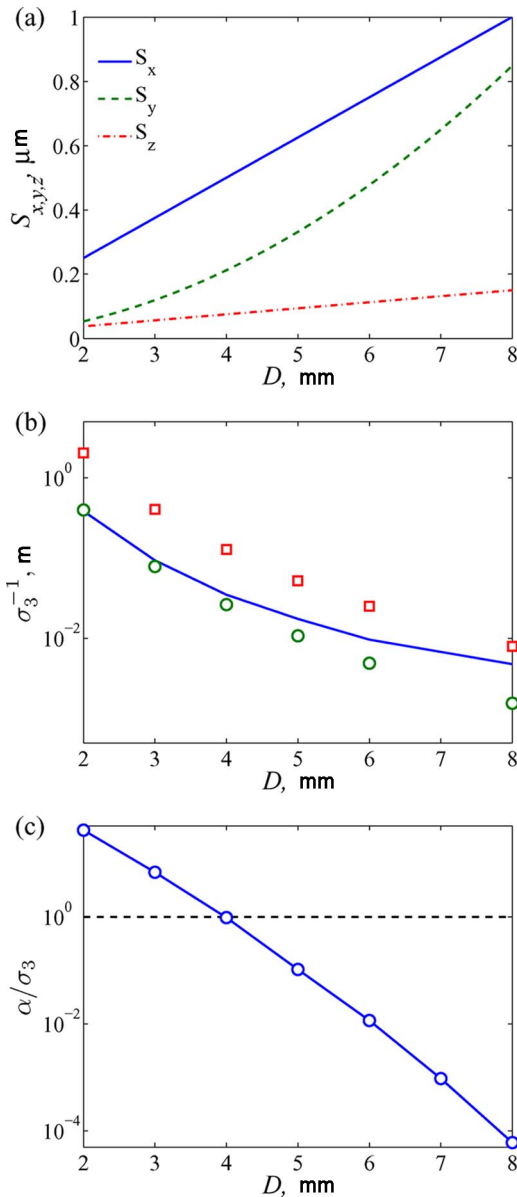 (a)
1
0.8
0.6
0.4
0.2
0
S_x
S_y
S_z
S_{x,y,z}, μm
2 3 4 5 6 7 8
D, mm
(b)
10^0
10^{-2}
σ_3^{-1}, m
2 3 4 5 6 7 8
D, mm
(c)
10^0
10^{-2}
10^{-4}
α/σ_3
2 3 4 5 6 7 8
D, mm